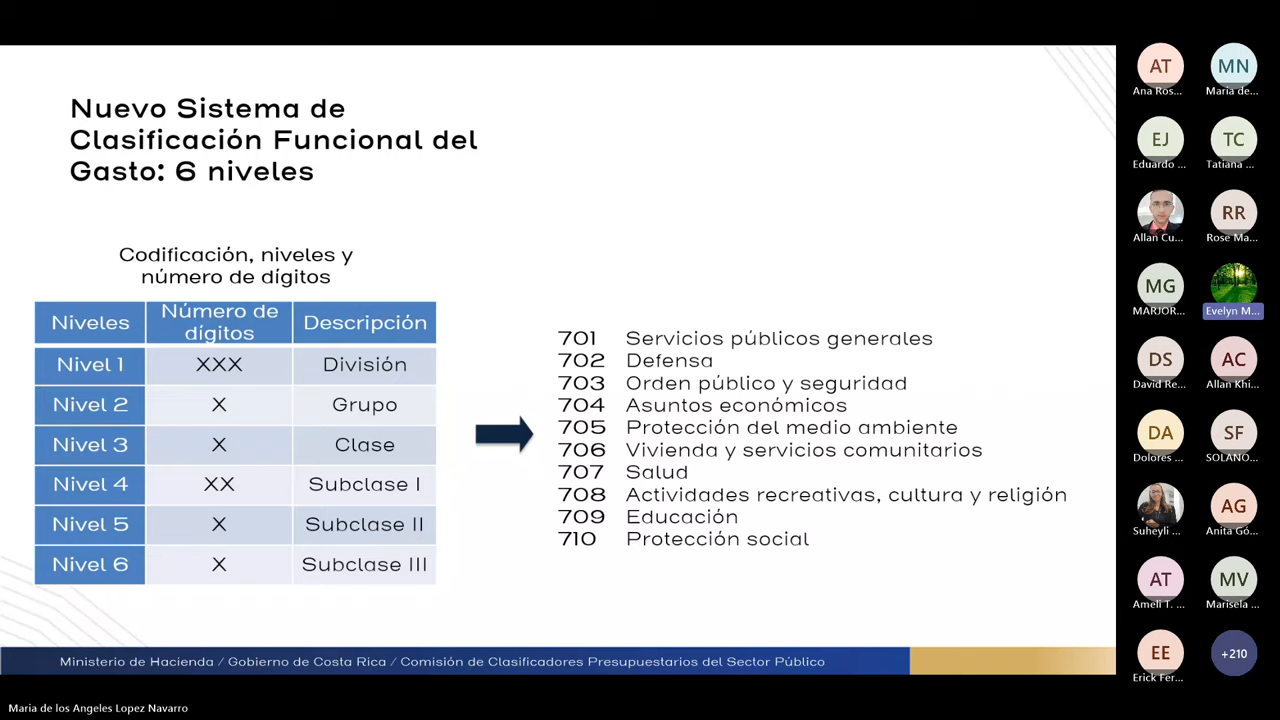 Nuevo Sistema de
Clasificación Funcional del
Gasto: 6 niveles
Codificación, niveles y
número de dígitos
Niveles Número de dígitos Descripción
Nivel 1 XXX División
Nivel 2 X Grupo
Nivel 3 X Clase
Nivel 4 XX Subclase I
Nivel 5 X Subclase II
Nivel 6 X Subclase III
701 Servicios públicos generales
702 Defensa
703 Orden público y seguridad
704 Asuntos económicos
705 Protección del medio ambiente
706 Vivienda y servicios comunitarios
707 Salud
708 Actividades recreativas, cultura y religión
709 Educación
710 Protección social
Ministerio de Hacienda / Gobierno de Costa Rica / Comisión de Clasificadores Presupuestarios del Sector Público
AT MN
Ana Ros... Maria de...
EJ TC
Eduardo ... Tatiana ...
RR
Allan Cu... Rose Ma...
MG
MARJOR... Evelyn M...
DS AC
David Re... Allan Khi...
DA SF
Dolores ... SOLANO...
AG
Suheyli ... Anita Gó...
AT MV
Ameli T. ... Marisela ...
EE +210
Erick Fer...
Maria de los Angeles Lopez Navarro